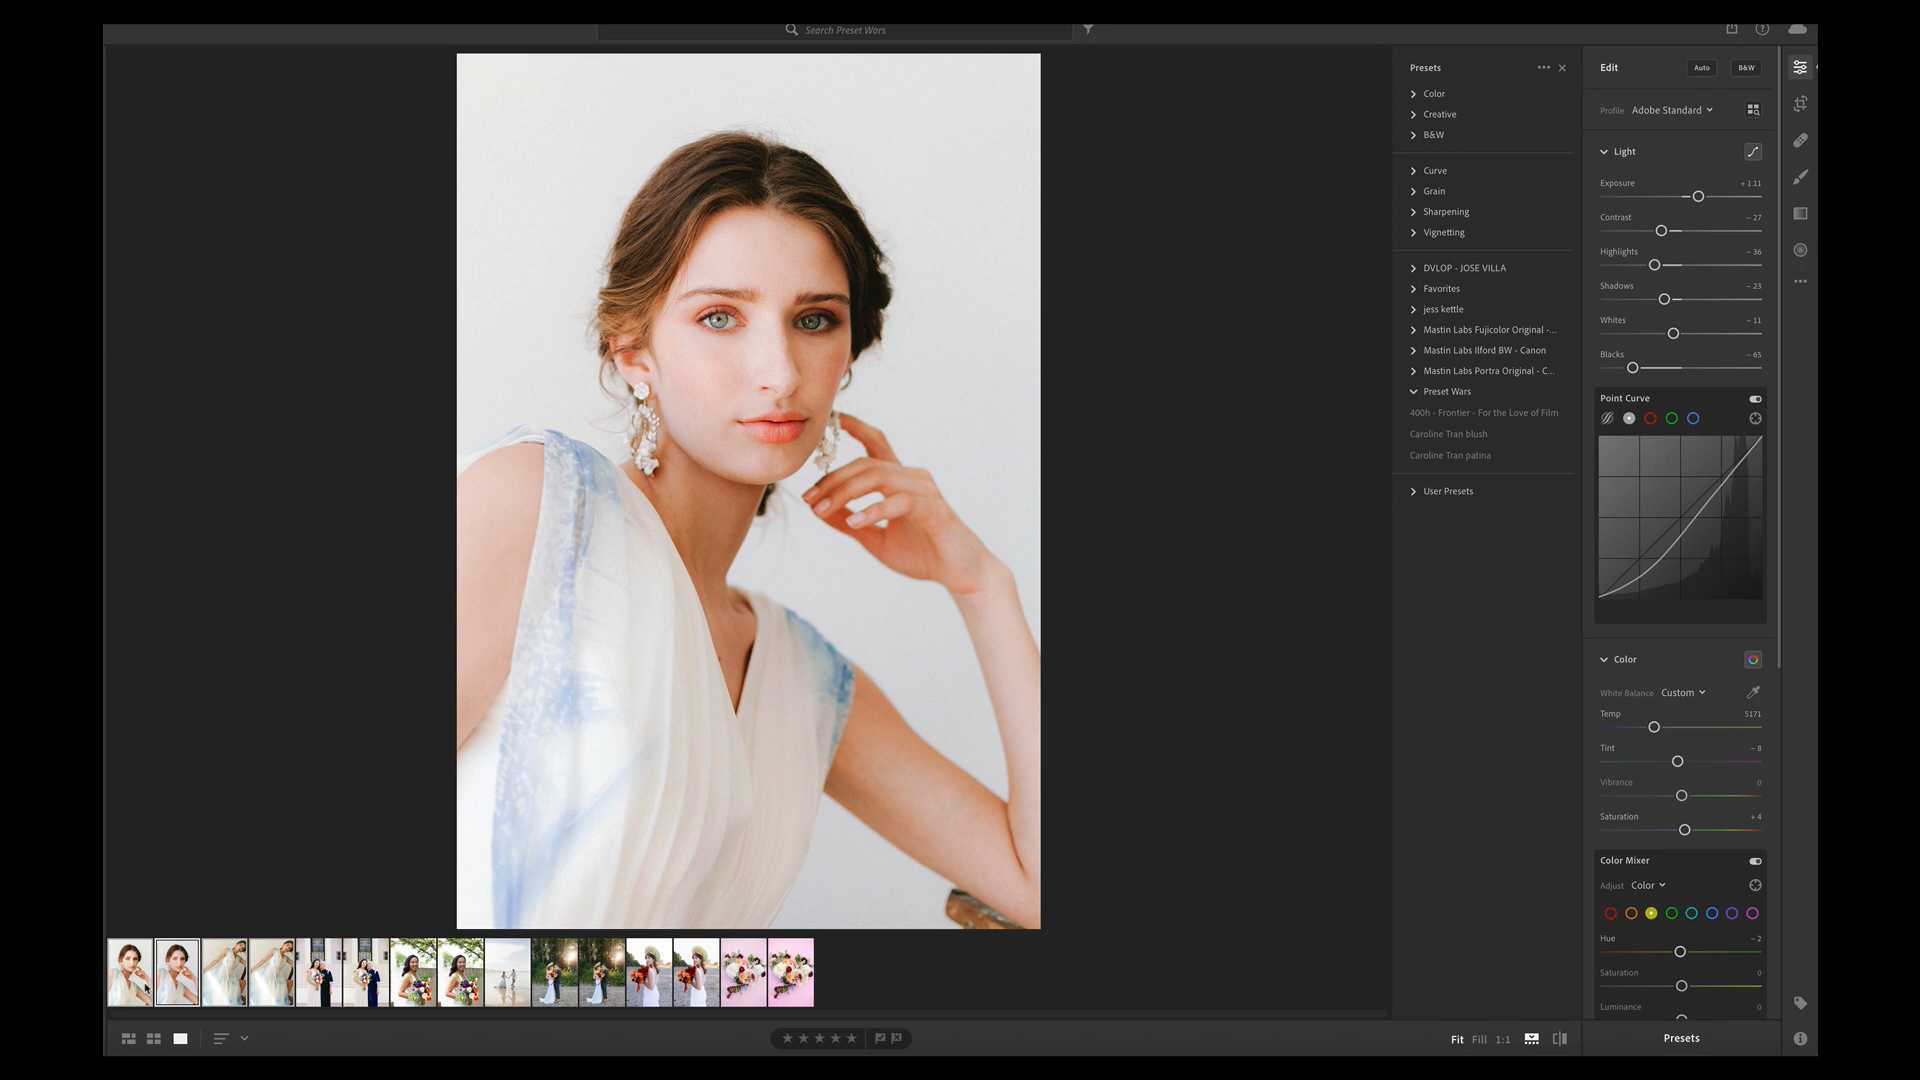 Search Preset Wars
Presets
Color
Creative
B&W
Curve
Grain
Sharpening
Vignetting
DVLOP - JOSE VILLA
Favorites
jess kettle
Mastin Labs Fujicolor Original -...
Mastin Labs Ilford BW - Canon
Mastin Labs Portra Original - C...
Preset Wars
400h - Frontier - For the Love of Film
Caroline Tran blush
Caroline Tran patina
User Presets
Edit Auto B&W
Profile Adobe Standard
Light
Exposure + 1.11
Contrast - 27
Highlights - 36
Shadows - 23
Whites - 11
Blacks - 65
Point Curve
Color
White Balance Custom
Temp 5171
Tint - 8
Vibrance 0
Saturation + 4
Color Mixer
Adjust Color
Hue - 2
Saturation 0
Luminance 0
Fit Fill 1:1
Presets